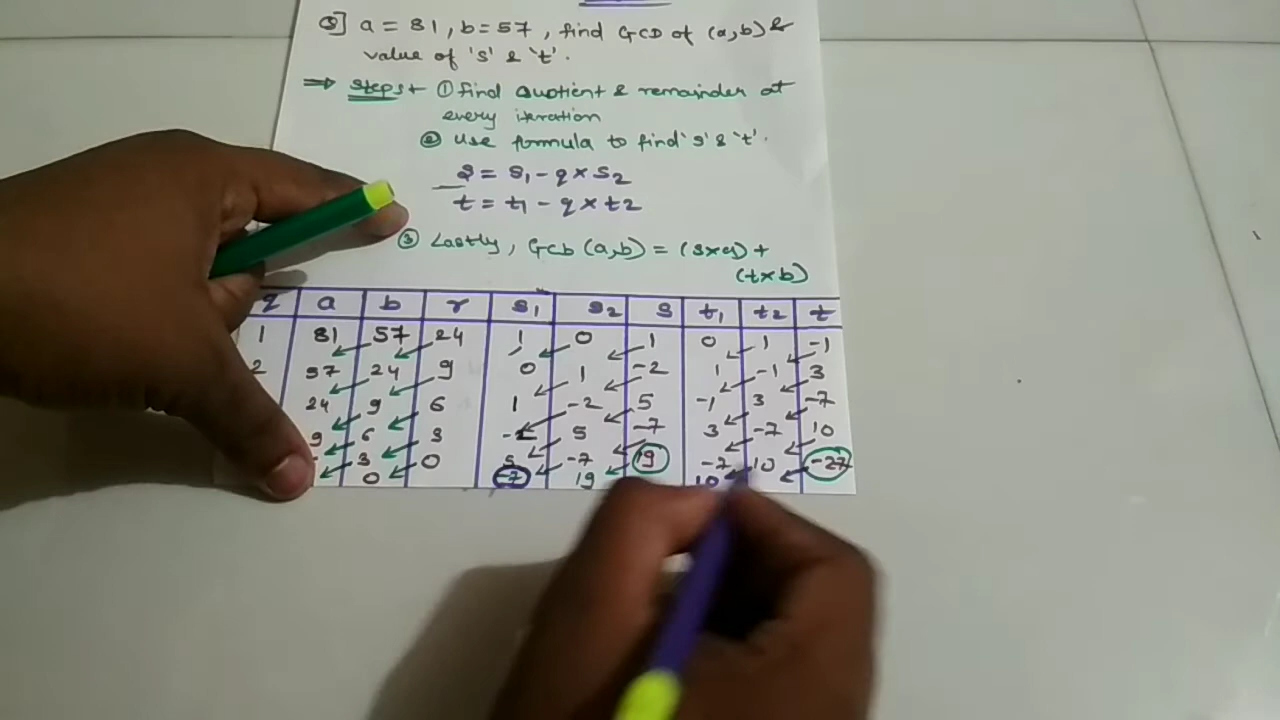 Q] a = 81, b = 57, find GCD of (a,b) &
value of 's' & 't'.
⇒ Steps ① find Quotient & remainder at
every iteration
② Use formula to find 's' & 't'.
S = S1 - q × S2
t = t1 - q × t2
③ Lastly, GCD (a,b) = (s×a) +
(t×b)
q a b r S1 S2 S t1 t2 t
1 81 57 24 1 0 1 0 1 -1
2 57 24 9 0 1 -2 1 -1 3
24 9 6 1 -2 5 -1 3 -7
9 6 3 5 -7 3 -7 10
3 0 5 -7 19 -7 10 -27
0 -7 19 10